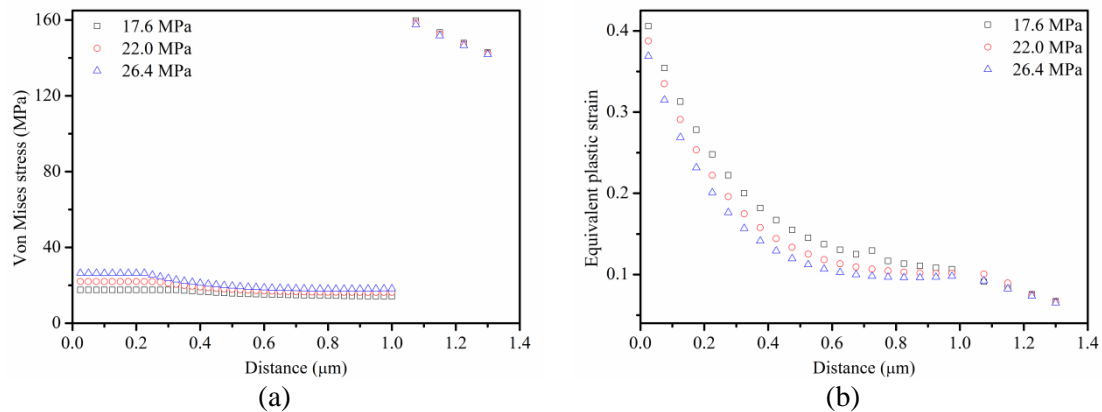 160
120
80
40
0
Von Mises stress (MPa)
17.6 MPa
22.0 MPa
26.4 MPa
0.0 0.2 0.4 0.6 0.8 1.0 1.2 1.4
Distance (μm)
(a)
0.4
0.3
0.2
0.1
Equivalent plastic strain
17.6 MPa
22.0 MPa
26.4 MPa
0.0 0.2 0.4 0.6 0.8 1.0 1.2 1.4
Distance (μm)
(b)